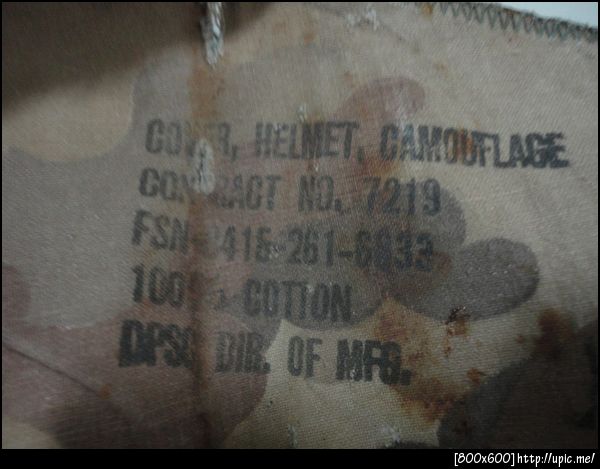 COVER, HELMET, CAMOUFLAGE
CONTRACT NO. 7219
FSN-8415-261-6833
100% COTTON
DPSC DIR. OF MFG.
[800x600]http://upic.me/